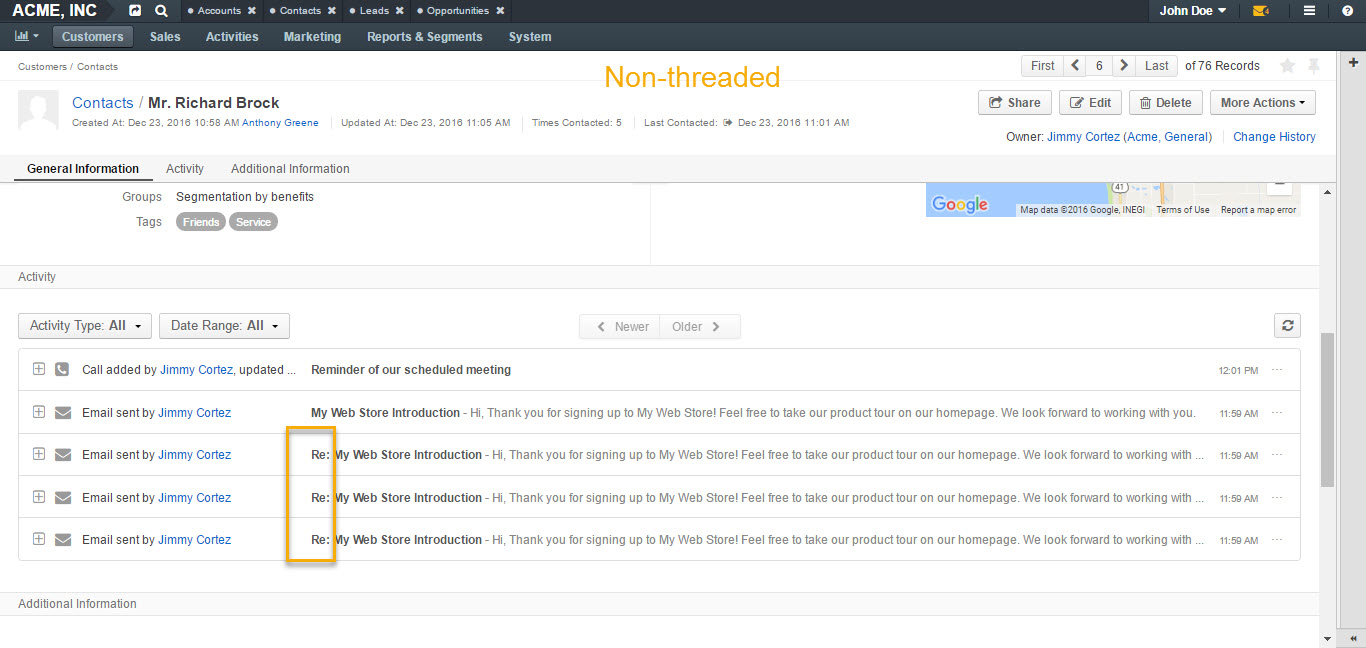 ACME, INC Accounts Contacts Leads Opportunities John Doe 4
Customers Sales Activities Marketing Reports & Segments System
Customers / Contacts
Non-threaded
First 6 Last of 76 Records
Contacts / Mr. Richard Brock
Share Edit Delete More Actions
Created At: Dec 23, 2016 10:58 AM Anthony Greene Updated At: Dec 23, 2016 11:05 AM Times Contacted: 5 Last Contacted: Dec 23, 2016 11:01 AM
Owner: Jimmy Cortez (Acme, General) Change History
General Information Activity Additional Information
Groups Segmentation by benefits
Tags Friends Service
41
Google Map data ©2016 Google, INEGI Terms of Use Report a map error
Activity
Activity Type: All Date Range: All Newer Older
Call added by Jimmy Cortez, updated ... Reminder of our scheduled meeting 12:01 PM ...
Email sent by Jimmy Cortez My Web Store Introduction - Hi, Thank you for signing up to My Web Store! Feel free to take our product tour on our homepage. We look forward to working with you. 11:59 AM ...
Email sent by Jimmy Cortez Re: My Web Store Introduction - Hi, Thank you for signing up to My Web Store! Feel free to take our product tour on our homepage. We look forward to working with ... 11:59 AM ...
Email sent by Jimmy Cortez Re: My Web Store Introduction - Hi, Thank you for signing up to My Web Store! Feel free to take our product tour on our homepage. We look forward to working with ... 11:59 AM ...
Email sent by Jimmy Cortez Re: My Web Store Introduction - Hi, Thank you for signing up to My Web Store! Feel free to take our product tour on our homepage. We look forward to working with ... 11:59 AM ...
Additional Information